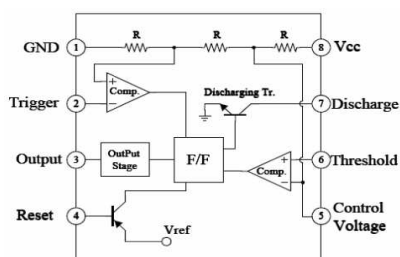 R R R
GND 1 8 Vcc
+
Comp.
−
Trigger 2
Discharging Tr.
7 Discharge
Output 3
OutPut
Stage
F/F
+
Comp.
−
6 Threshold
Reset 4
Vref
5 Control
Voltage